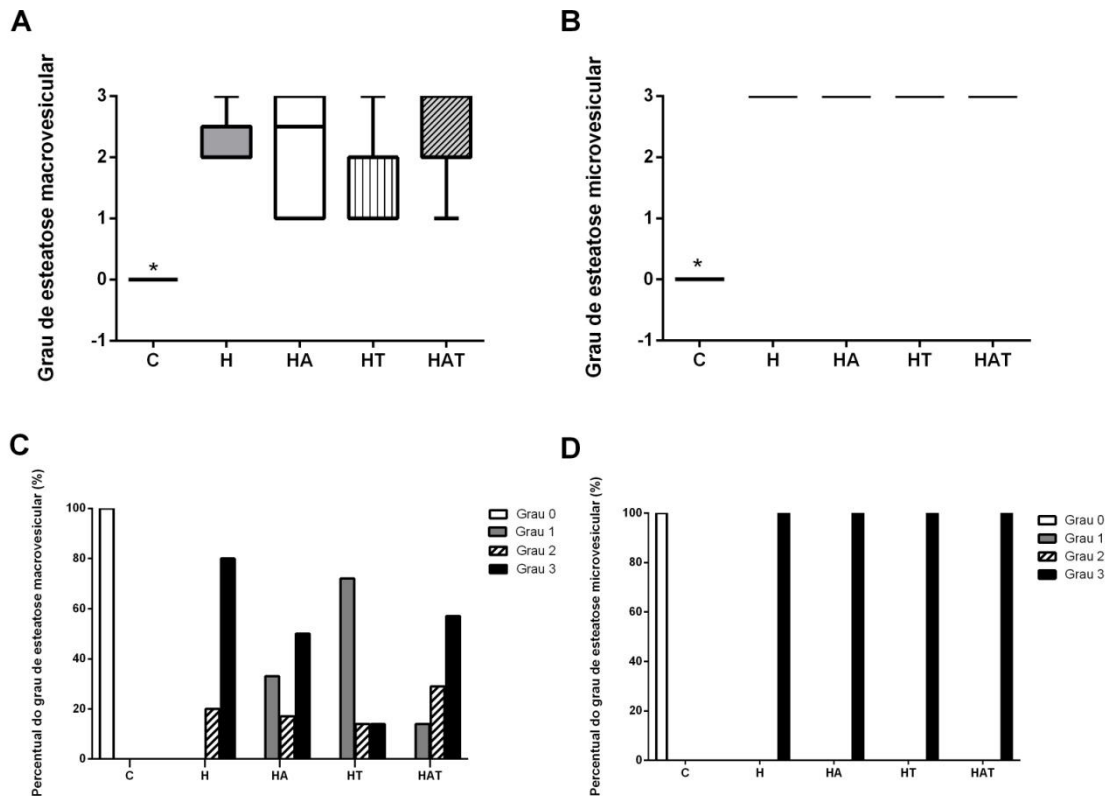 A
Grau de esteatose macrovesicular
3
2
1
0
-1
*
C H HA HT HAT
B
Grau de esteatose microvesicular
3
2
1
0
-1
*
C H HA HT HAT
C
Percentual do grau de esteatose macrovesicular (%)
100
80
60
40
20
0
C H HA HT HAT
Grau 0
Grau 1
Grau 2
Grau 3
D
Percentual do grau de esteatose microvesicular (%)
100
80
60
40
20
0
C H HA HT HAT
Grau 0
Grau 1
Grau 2
Grau 3